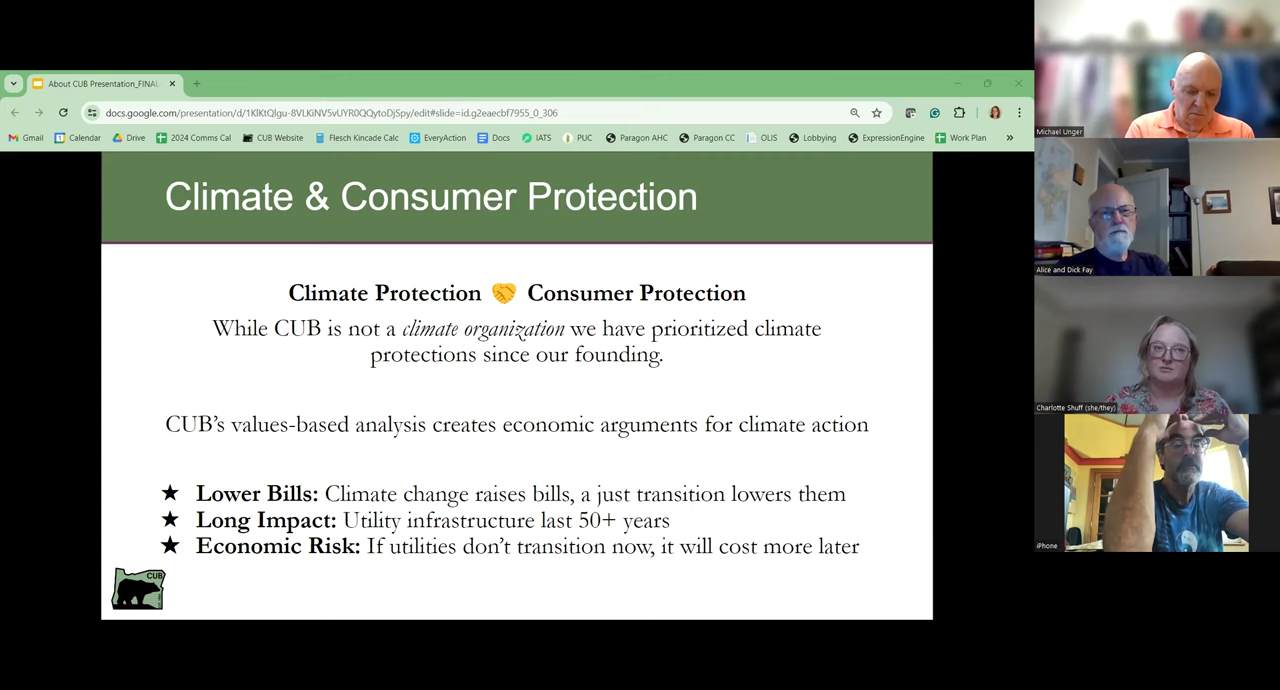 About CUB Presentation_FINAL
docs.google.com/presentation/d/1KlKtQlgu-8VLKiNV5vUYR0QQytoDjSpy/edit#slide=id.g2eaecbf7955_0_306
Gmail Calendar Drive 2024 Comms Cal CUB Website Flesch Kincade Calc EveryAction Docs IATS PUC Paragon AHC Paragon CC OLIS Lobbying ExpressionEngine Work Plan »
Climate & Consumer Protection
Climate Protection 🤝 Consumer Protection
While CUB is not a climate organization we have prioritized climate
protections since our founding.
CUB’s values-based analysis creates economic arguments for climate action
★ Lower Bills: Climate change raises bills, a just transition lowers them
★ Long Impact: Utility infrastructure last 50+ years
★ Economic Risk: If utilities don’t transition now, it will cost more later
CUB
Michael Unger
Alice and Dick Fay
Charlotte Shuff (she/they)
iPhone